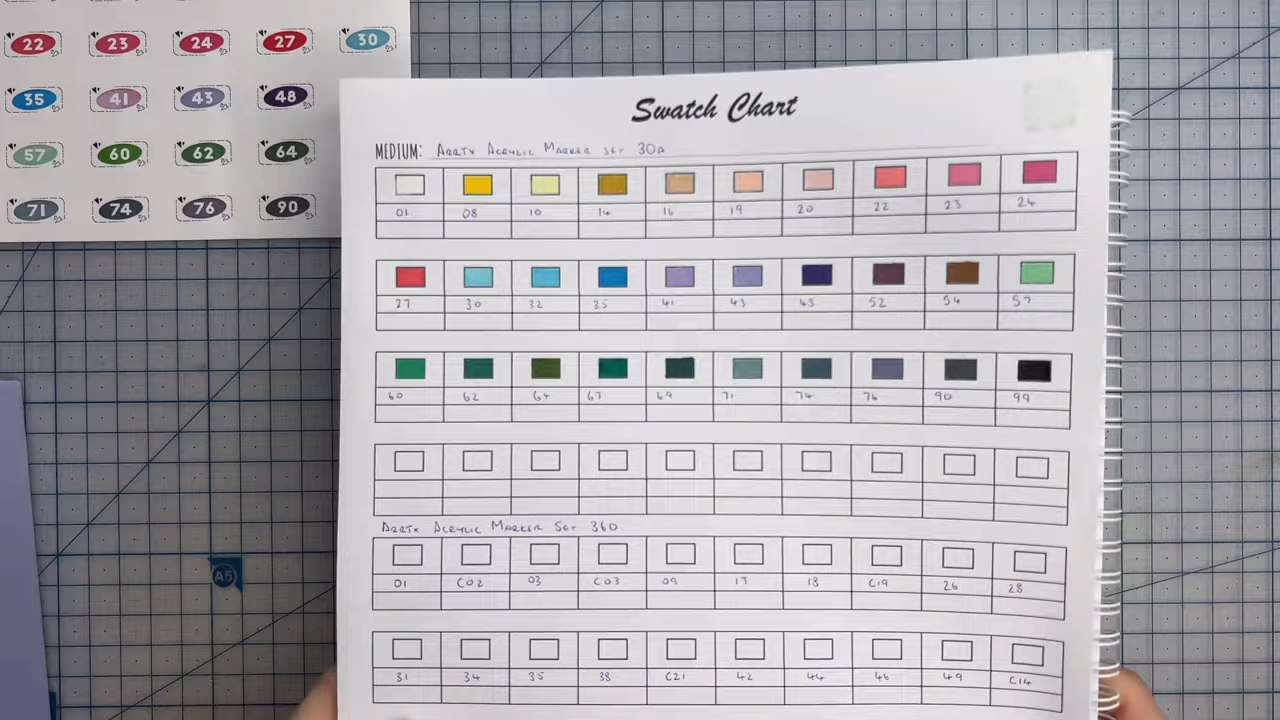 22 23 24 27 30
35 41 43 48
57 60 62 64
71 74 76 90
Swatch Chart
MEDIUM: ARRTX ACRYLIC MARKER SET 30A
01 08 10 14 16 19 20 22 23 24
27 30 32 35 41 43 45 52 54 57
60 62 64 67 69 71 74 76 90 99
ARRTX ACRYLIC MARKER SET 36D
01 C02 03 C03 09 17 18 C19 26 28
31 34 35 38 C21 42 44 46 49 C14
A5